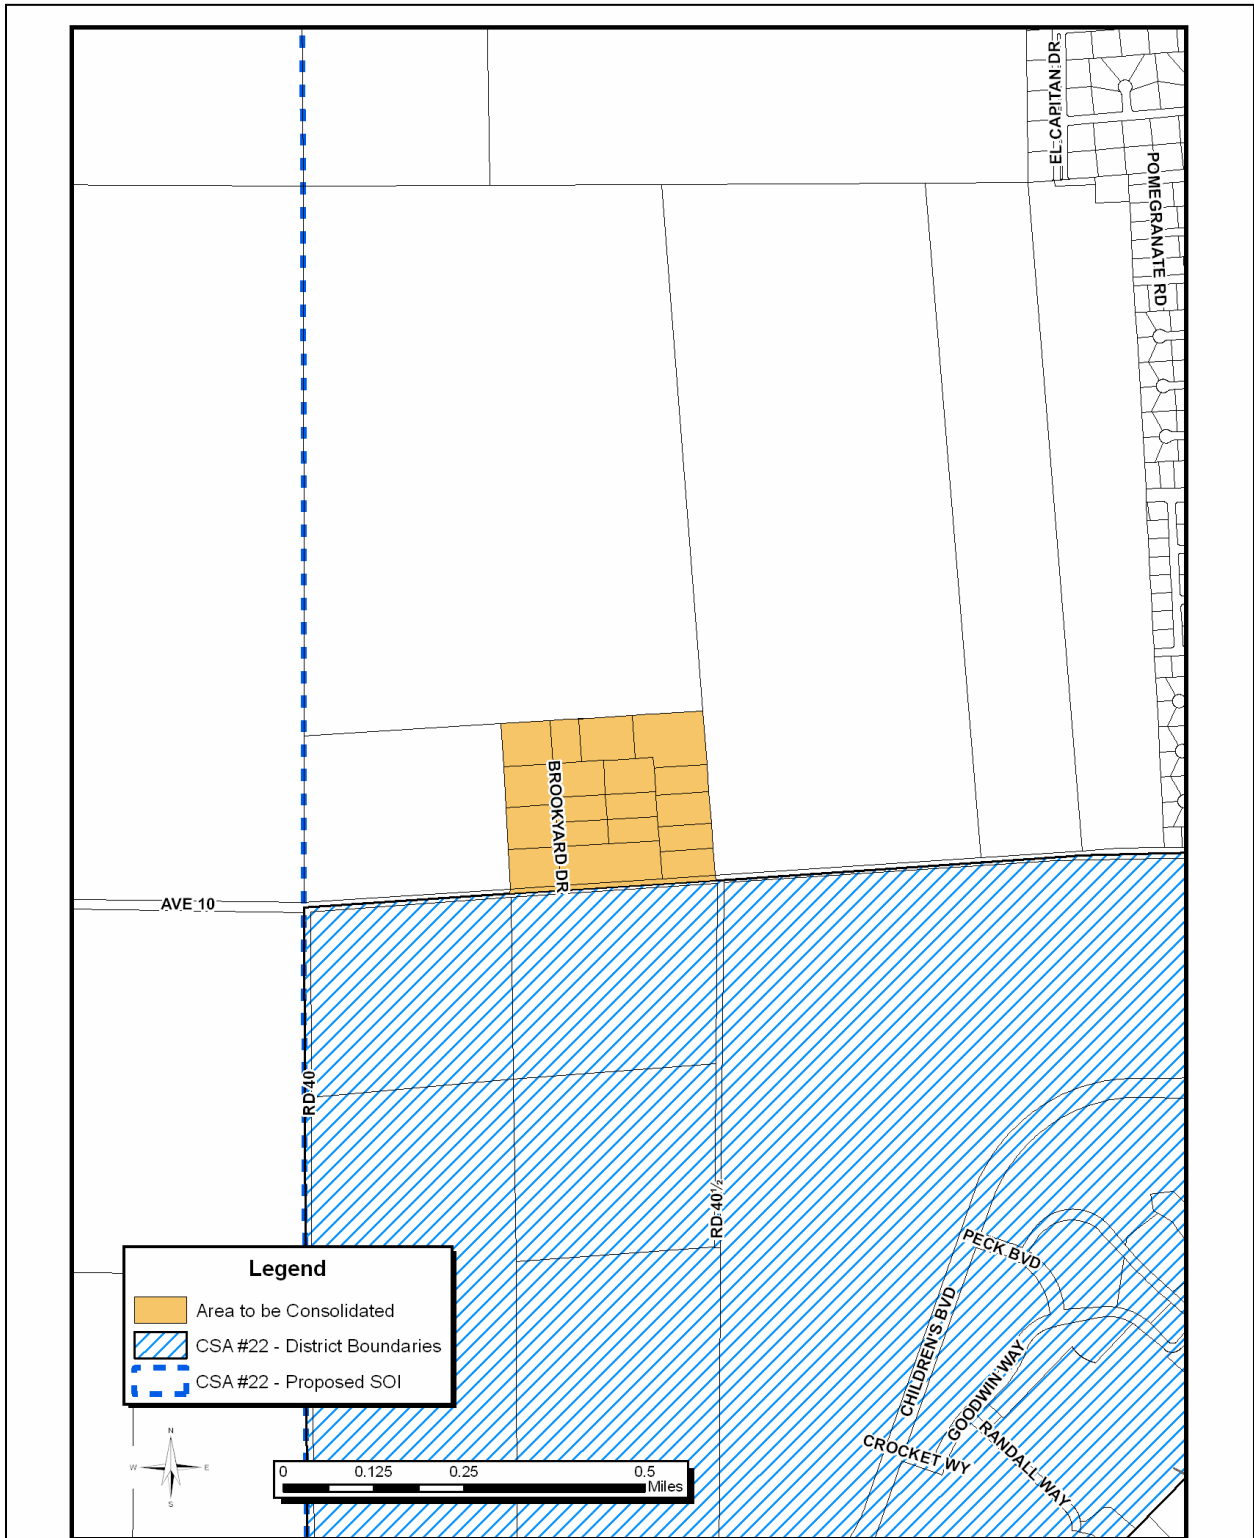 EL CAPITAN DR
POMEGRANATE RD
BROOKYARD DR
AVE 10
RD 40
RD 40½
PECK BVD
CHILDREN'S BVD
GOODWIN WAY
RANDALL WAY
CROCKET WY
Legend
Area to be Consolidated
CSA #22 - District Boundaries
CSA #22 - Proposed SOI
N
W E
S
0 0.125 0.25 0.5
Miles